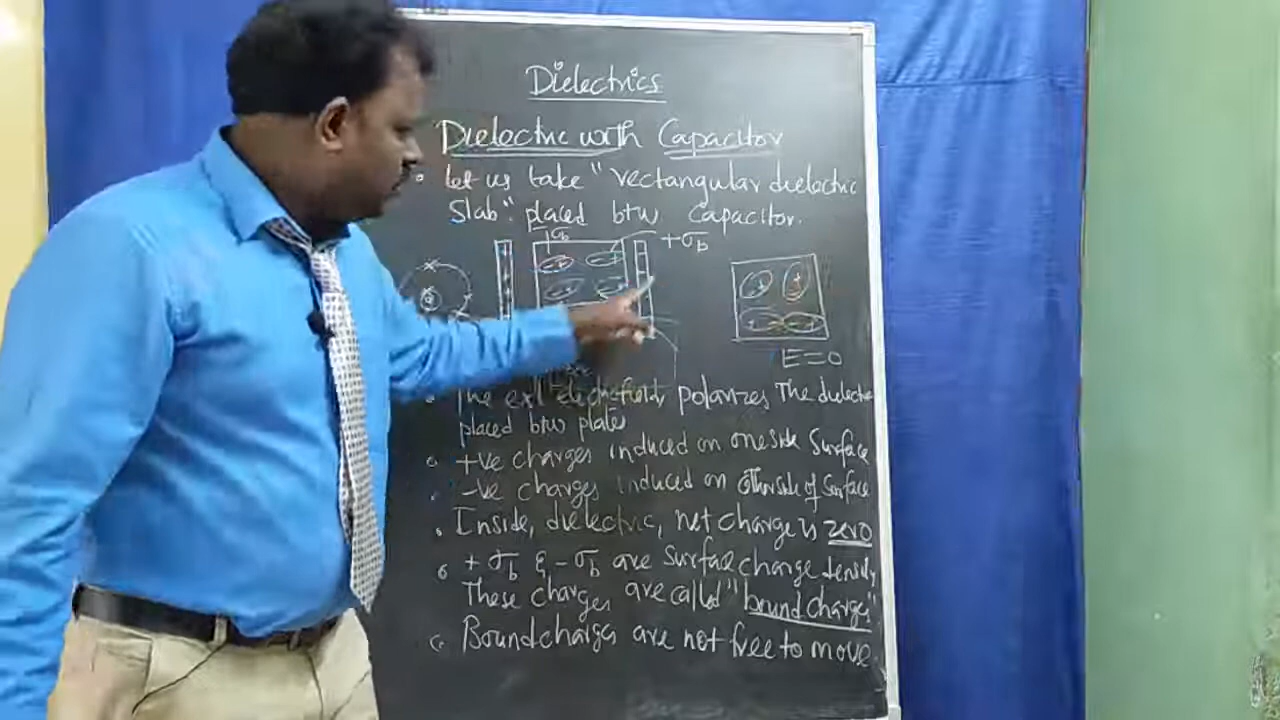 Dielectrics
Dielectric with Capacitor
• Let us take "rectangular dielectric
Slab". placed btw Capacitor.
+σb
E=0
• The ext electric field, polarizes The dielectric
placed btw plates
• +ve charges induced on one side Surface
• -ve charges induced on otherside of Surface
• Inside, dielectric, net charge is zero
• +σb & -σb are Surface charge density
These charges are called "bound charge"
• Bound charges are not free to move.